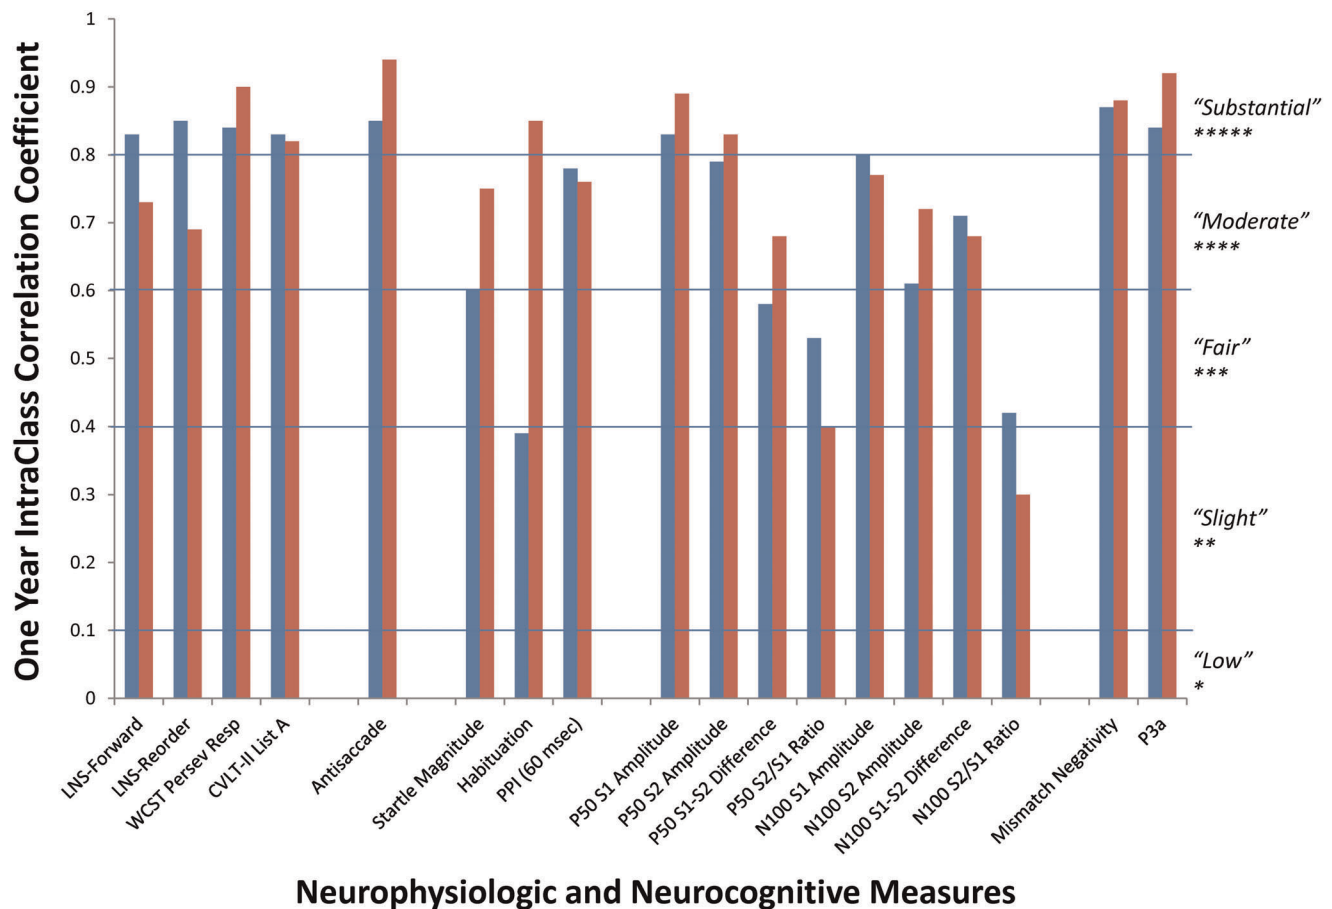 One Year IntraClass Correlation Coefficient
1
0.9
0.8
0.7
0.6
0.5
0.4
0.3
0.2
0.1
0
“Substantial”
*****
“Moderate”
****
“Fair”
***
“Slight”
**
“Low”
*
LNS-Forward
LNS-Reorder
WCST Persev Resp
CVLT-II List A
Antisaccade
Startle Magnitude
Habituation
PPI (60 msec)
P50 S1 Amplitude
P50 S2 Amplitude
P50 S1-S2 Difference
P50 S2/S1 Ratio
N100 S1 Amplitude
N100 S2 Amplitude
N100 S1-S2 Difference
N100 S2/S1 Ratio
Mismatch Negativity
P3a
Neurophysiologic and Neurocognitive Measures